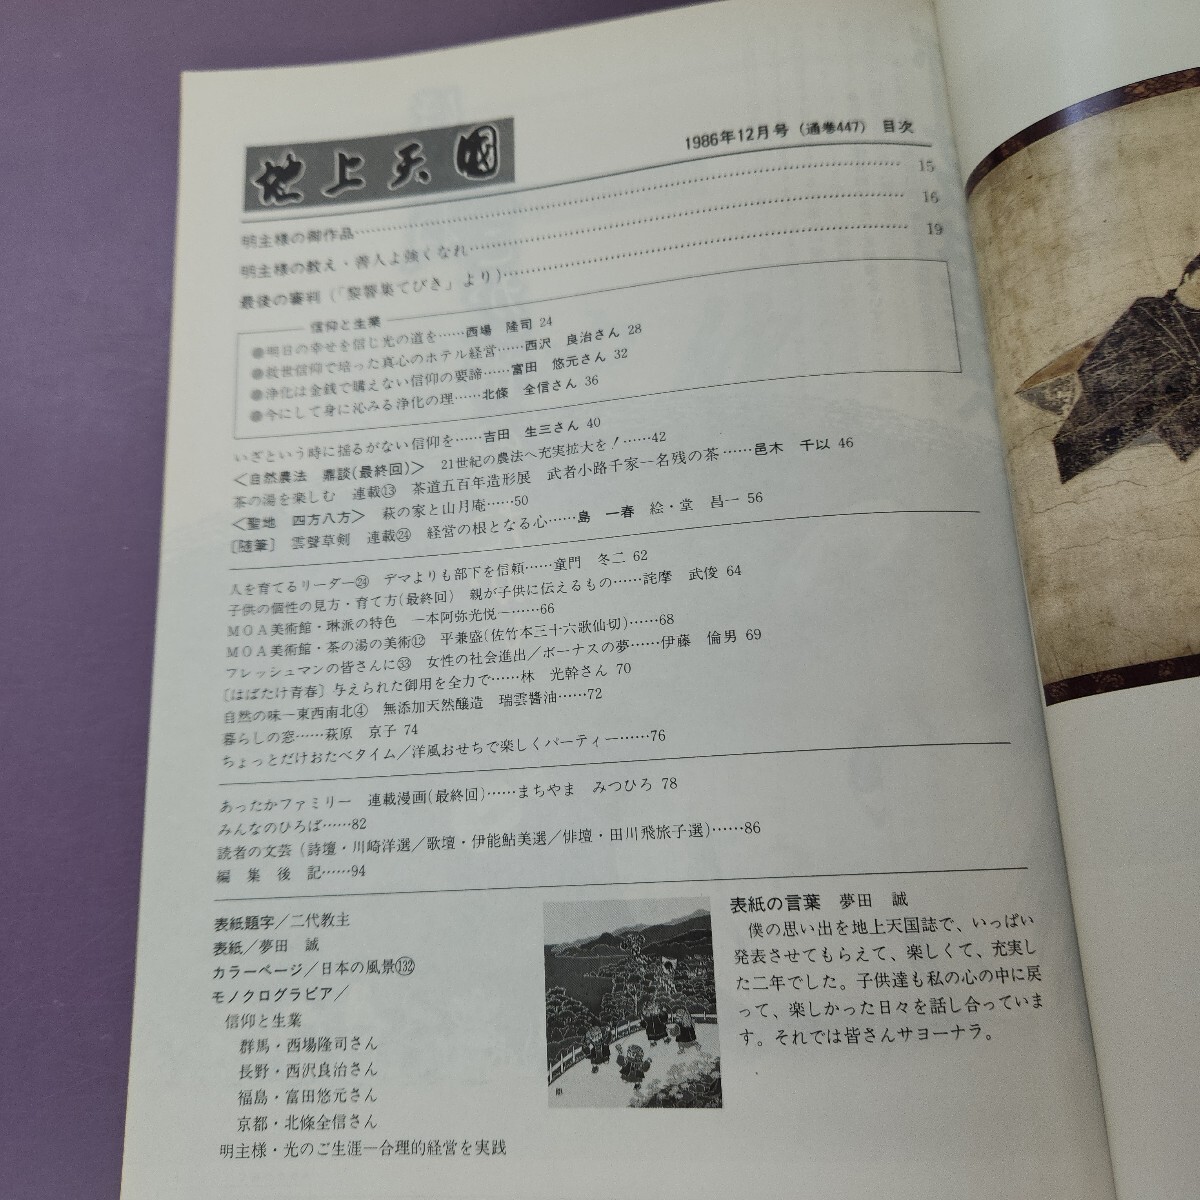 地上天國
1986年12月号（通巻447） 目次
明主様の御作品 15
明主様の教え・善人よ強くなれ 16
最後の審判（「黎簪集てびき」より） 19
信仰と生業
●明日の幸せを信じ光の道を……西場 隆司 24
●救世信仰で培った真心のホテル経営……西沢 良治さん 28
●浄化は金銭で購えない信仰の要諦……富田 悠元さん 32
●今にして身に沁みる浄化の理……北條 全信さん 36
いざという時に揺るがない信仰を……吉田 生三さん 40
＜自然農法 鼎談（最終回）＞ 21世紀の農法へ充実拡大を！……42
茶の湯を楽しむ 連載⑬ 茶道五百年造形展 武者小路千家―名残の茶……邑木 千以 46
＜聖地 四方八方＞ 萩の家と山月庵……50
〔随筆〕 雲聲草剣 連載㉔ 経営の根となる心……島 一春 絵・堂 昌一 56
人を育てるリーダー㉔ デマよりも部下を信頼……童門 冬二 62
子供の個性の見方・育て方（最終回） 親が子供に伝えるもの……詫摩 武俊 64
ＭＯＡ美術館・琳派の特色 ―本阿弥光悦―……66
ＭＯＡ美術館・茶の湯の美術⑫ 平兼盛（佐竹本三十六歌仙切）……68
フレッシュマンの皆さんに㉝ 女性の社会進出／ボーナスの夢……伊藤 倫男 69
〔はばたけ青春〕与えられた御用を全力で……林 光幹さん 70
自然の味―東西南北④ 無添加天然醸造 瑞雲醬油……72
暮らしの窓……萩原 京子 74
ちょっとだけおたべタイム／洋風おせちで楽しくパーティー……76
あったかファミリー 連載漫画（最終回）……まちやま みつひろ 78
みんなのひろば……82
読者の文芸（詩壇・川崎洋選／歌壇・伊能鮎美選／俳壇・田川飛旅子選）……86
編集後記……94
表紙題字／二代教主
表紙／夢田 誠
カラーページ／日本の風景132
モノクログラビア／
信仰と生業
群馬・西場隆司さん
長野・西沢良治さん
福島・富田悠元さん
京都・北條全信さん
明主様・光のご生涯―合理的経営を実践
表紙の言葉 夢田 誠
僕の思い出を地上天国誌で、いっぱい
発表させてもらえて、楽しくて、充実し
た二年でした。子供達も私の心の中に戻
って、楽しかった日々を話し合っていま
す。それでは皆さんサヨーナラ。